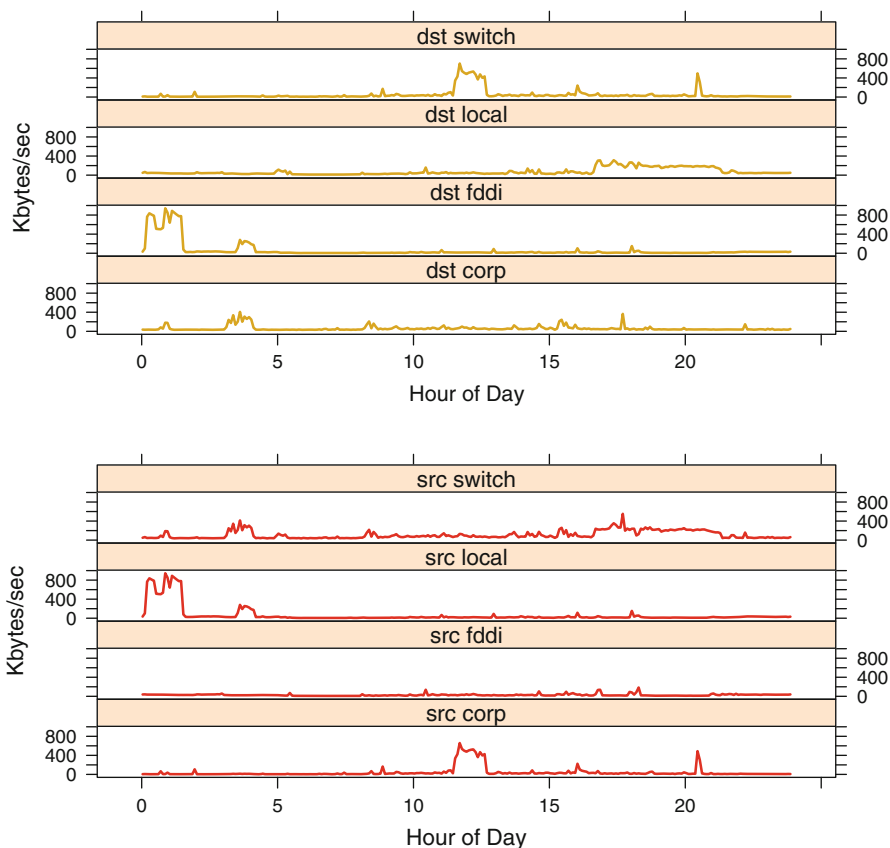 dst switch
800
400
0
dst local
800
400
0
dst fddi
800
400
0
dst corp
800
400
0
Kbytes/sec
0 5 10 15 20
Hour of Day
src switch
800
400
0
src local
800
400
0
src fddi
800
400
0
src corp
800
400
0
Kbytes/sec
0 5 10 15 20
Hour of Day